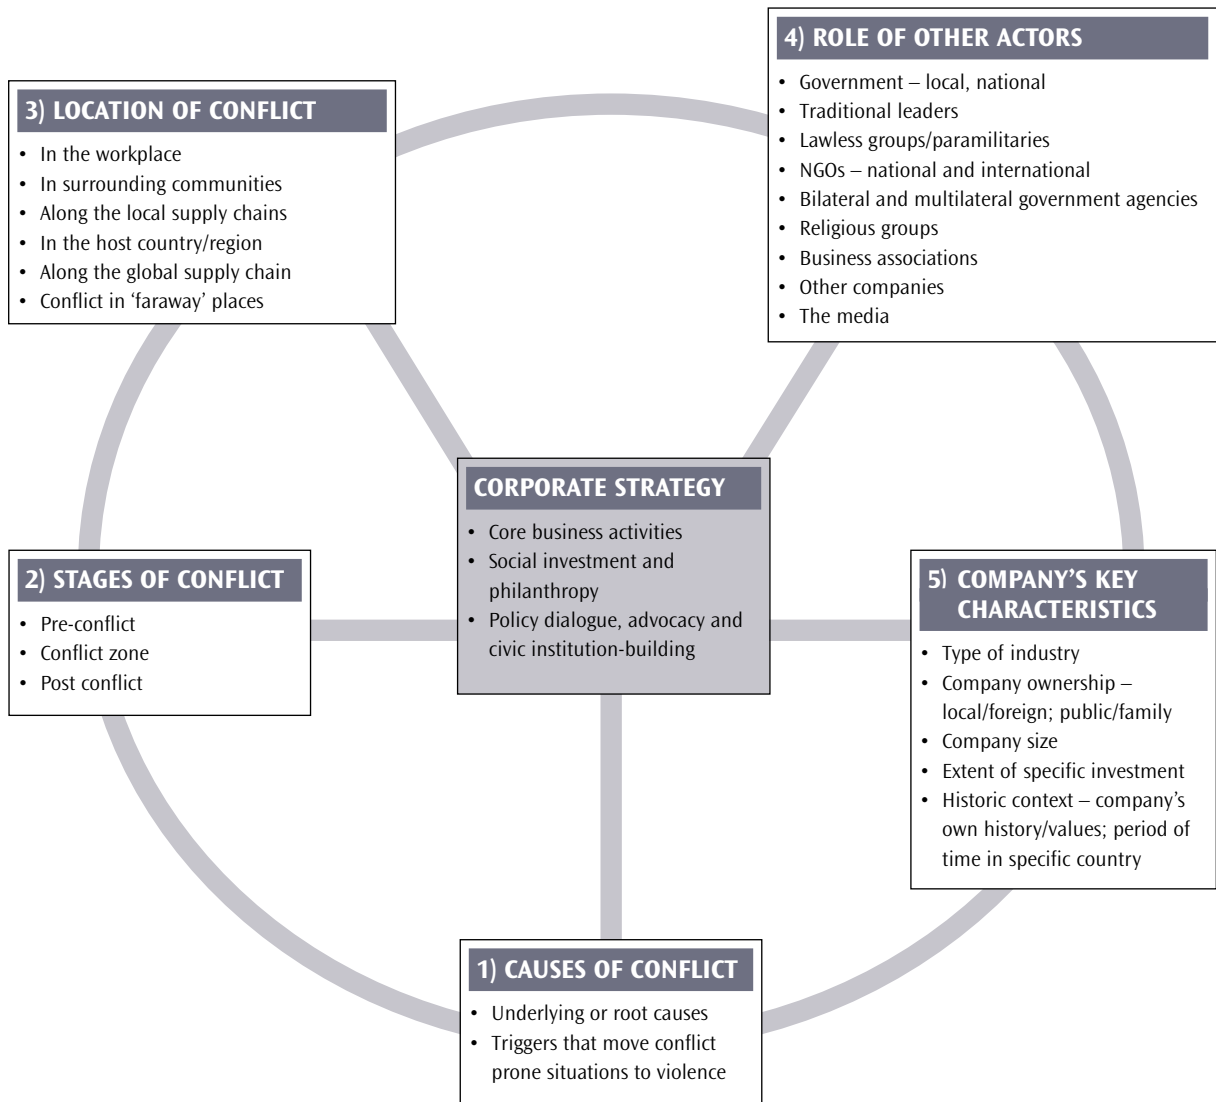 4) ROLE OF OTHER ACTORS
• Government – local, national
• Traditional leaders
• Lawless groups/paramilitaries
• NGOs – national and international
• Bilateral and multilateral government agencies
• Religious groups
• Business associations
• Other companies
• The media
3) LOCATION OF CONFLICT
• In the workplace
• In surrounding communities
• Along the local supply chains
• In the host country/region
• Along the global supply chain
• Conflict in ‘faraway’ places
CORPORATE STRATEGY
• Core business activities
• Social investment and
philanthropy
• Policy dialogue, advocacy and
civic institution-building
2) STAGES OF CONFLICT
• Pre-conflict
• Conflict zone
• Post conflict
5) COMPANY’S KEY
CHARACTERISTICS
• Type of industry
• Company ownership –
local/foreign; public/family
• Company size
• Extent of specific investment
• Historic context – company’s
own history/values; period of
time in specific country
1) CAUSES OF CONFLICT
• Underlying or root causes
• Triggers that move conflict
prone situations to violence